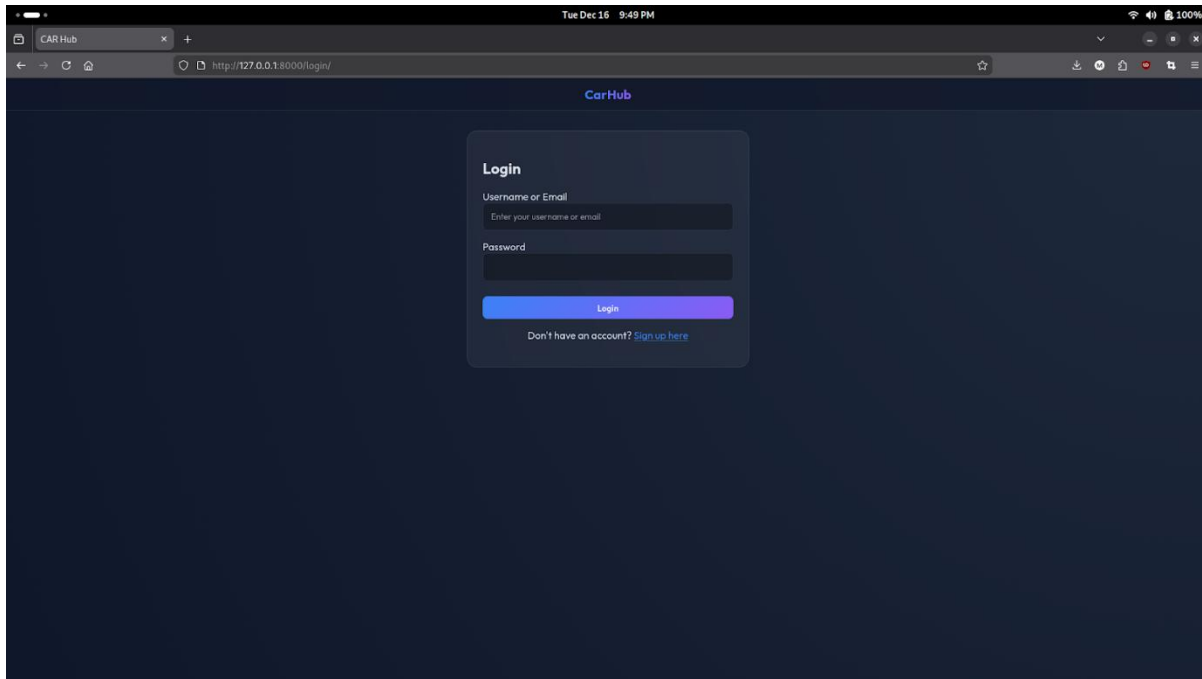 Tue Dec 16 9:49 PM
100%
CAR Hub
http://127.0.0.1:8000/login/
CarHub
Login
Username or Email
Enter your username or email
Password
Login
Don't have an account? Sign up here